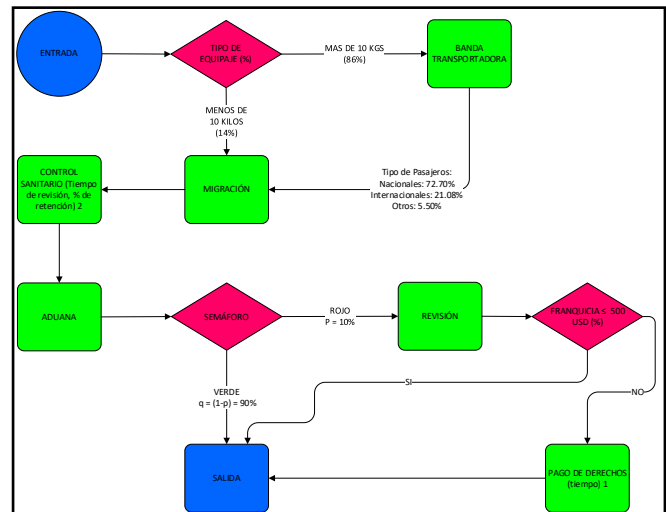 ENTRADA
TIPO DE
EQUIPAJE (%)
MAS DE 10 KGS
(86%)
BANDA
TRANSPORTADORA
MENOS DE
10 KILOS
(14%)
CONTROL
SANITARIO (Tiempo
de revisión, % de
retención) 2
MIGRACIÓN
Tipo de Pasajeros:
Nacionales: 72.70%
Internacionales: 21.08%
Otros: 5.50%
ADUANA
SEMÁFORO
ROJO
P = 10%
REVISIÓN
FRANQUICIA ≤ 500
USD (%)
VERDE
q = (1-p) = 90%
SI
NO
SALIDA
PAGO DE DERECHOS
(tiempo) 1